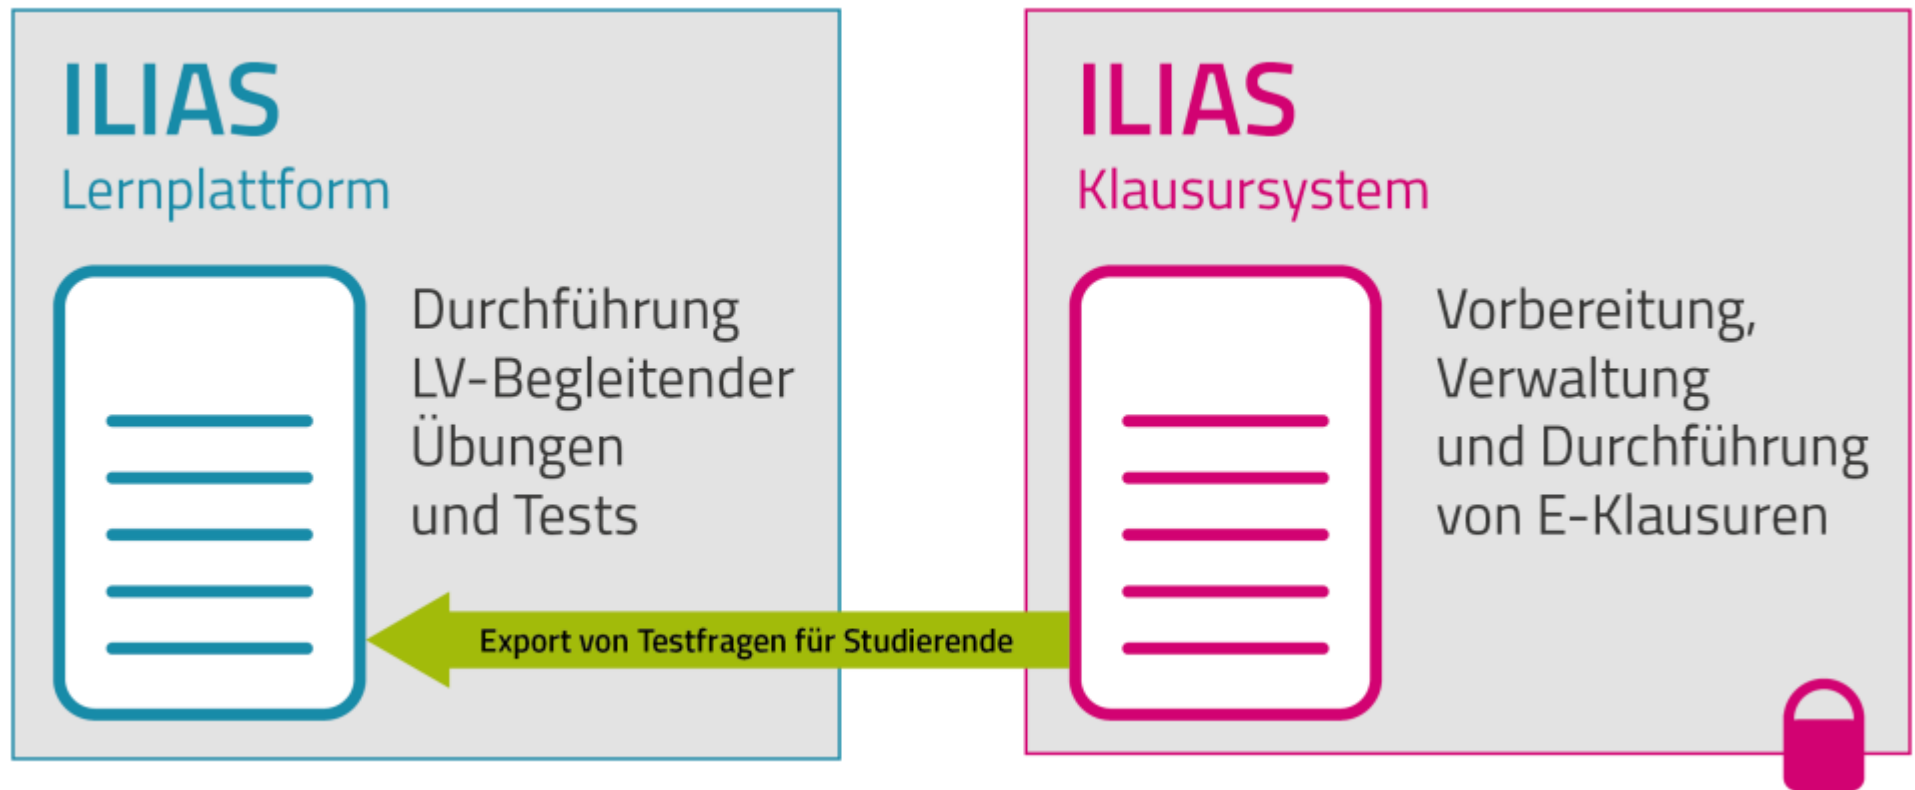 ILIAS
Lernplattform
Durchführung
LV-Begleitender
Übungen
und Tests
Export von Testfragen für Studierende
ILIAS
Klausursystem
Vorbereitung,
Verwaltung
und Durchführung
von E-Klausuren